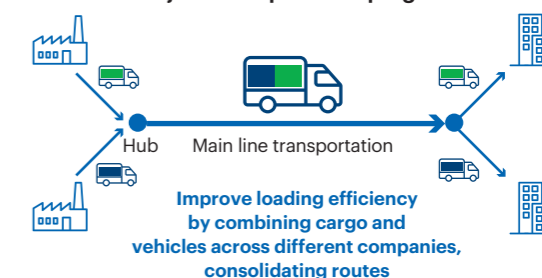 Hub
Main line transportation
Improve loading efficiency
by combining cargo and
vehicles across different companies,
consolidating routes